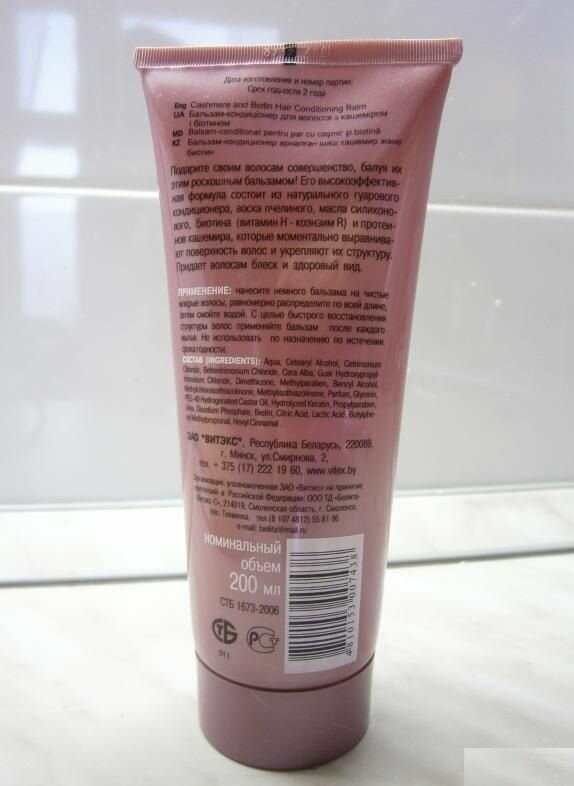 Дата изготовления и номер партии:
Срок годности 2 года
Eng Cashmere and Biotin Hair Conditioning Balm
UA Бальзам-кондиціонер для волосся з кашеміром
і біотином
MD Balsam-conditional pentru par cu caşmir şi biotină
KZ Бальзам-кондиционер арналған шаш кашемир және
биотин
Подарите своим волосам совершенство, балуя их
этим роскошным бальзамом! Его высокоэффектив-
ная формула состоит из натурального гуарового
кондиционера, воска пчелиного, масла силиконо-
вого, биотина (витамин Н - коэнзим R) и протеи-
нов кашемира, которые моментально выравнива-
ют поверхность волос и укрепляют их структуру.
Придает волосам блеск и здоровый вид.
ПРИМЕНЕНИЕ: нанесите немного бальзама на чистые
мокрые волосы, равномерно распределите по всей длине,
затем смойте водой. С целью быстрого восстановления
структуры волос применяйте бальзам после каждого
мытья. Не использовать по назначению по истечении
срока годности.
СОСТАВ (INGREDIENTS): Aqua, Cetearyl Alcohol, Cetrimonium
Chloride, Behentrimonium Chloride, Cera Alba, Guar Hydroxypropyl-
trimonium Chloride, Dimethicone, Methylparaben, Benzyl Alcohol,
Methylchloroisothiazolinone, Methylisothiazolinone, Parfum, Glycerin,
PEG-40 Hydrogenated Castor Oil, Hydrolyzed Keratin, Propylparaben,
Urea, Disodium Phosphate, Biotin, Citric Acid, Lactic Acid, Butylphe-
nyl Methylpropional, Hexyl Cinnamal.
ЗАО "ВИТЭКС", Республика Беларусь, 220089,
г. Минск, ул.Смирнова, 2,
тел. + 375 (17) 222 19 60, www.vitex.by
Организация, уполномоченная ЗАО «Витэкс» на принятие
претензий в Российской Федерации: ООО ТД «Белита-
Витэкс-С», 214019, Смоленская область, г. Смоленск,
пос. Тихвинка, тел.(8 107 4812) 55 81 96
e-mail: bielita@mail.ru
номинальный
объем
200 мл
СТБ 1673-2006
СТБ
РСТ
011
4 810153 007438